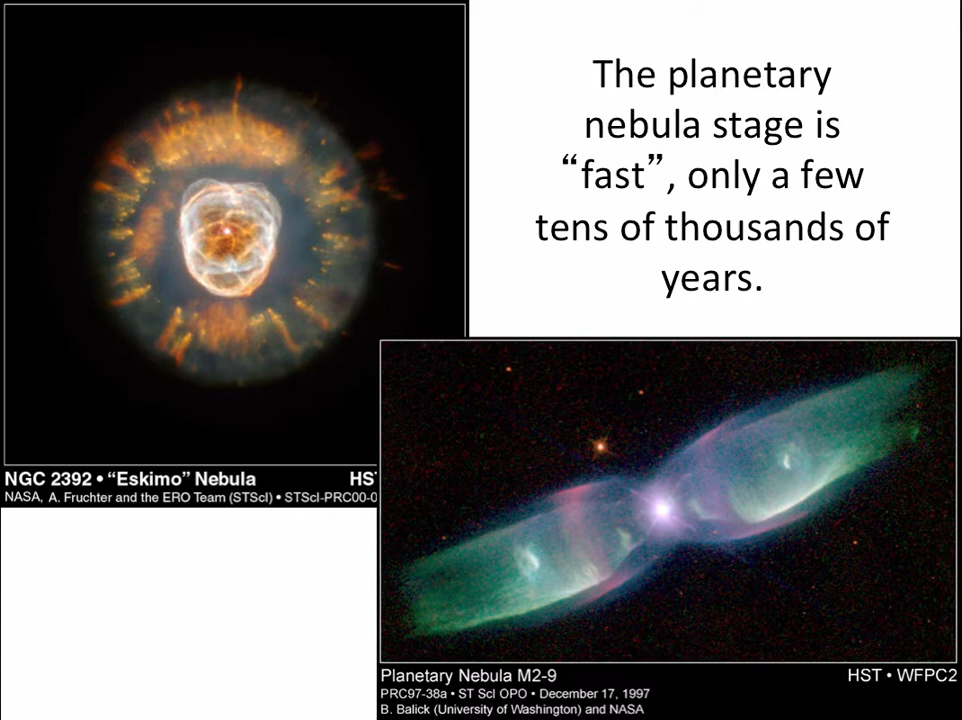 The planetary
nebula stage is
“fast”, only a few
tens of thousands of
years.
NGC 2392 • “Eskimo” Nebula HS
NASA, A. Fruchter and the ERO Team (STScI) • STScI-PRC00-0
Planetary Nebula M2-9 HST • WFPC2
PRC97-38a • ST ScI OPO • December 17, 1997
B. Balick (University of Washington) and NASA